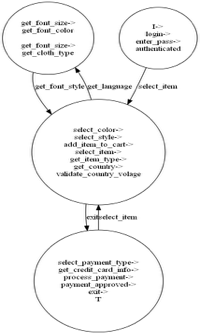 get_font_size->
get_font_color
get_font_size->
get_cloth_type
I->
login->
enter_pass->
authenticated
get_font_style
get_language
select_item
select_color->
select_style->
add_item_to_cart->
select_item->
get_item_type->
get_country->
validate_country_volage
exit
select_item
select_payment_type->
get_credit_card_info->
process_payment->
payment_approved->
exit->
T